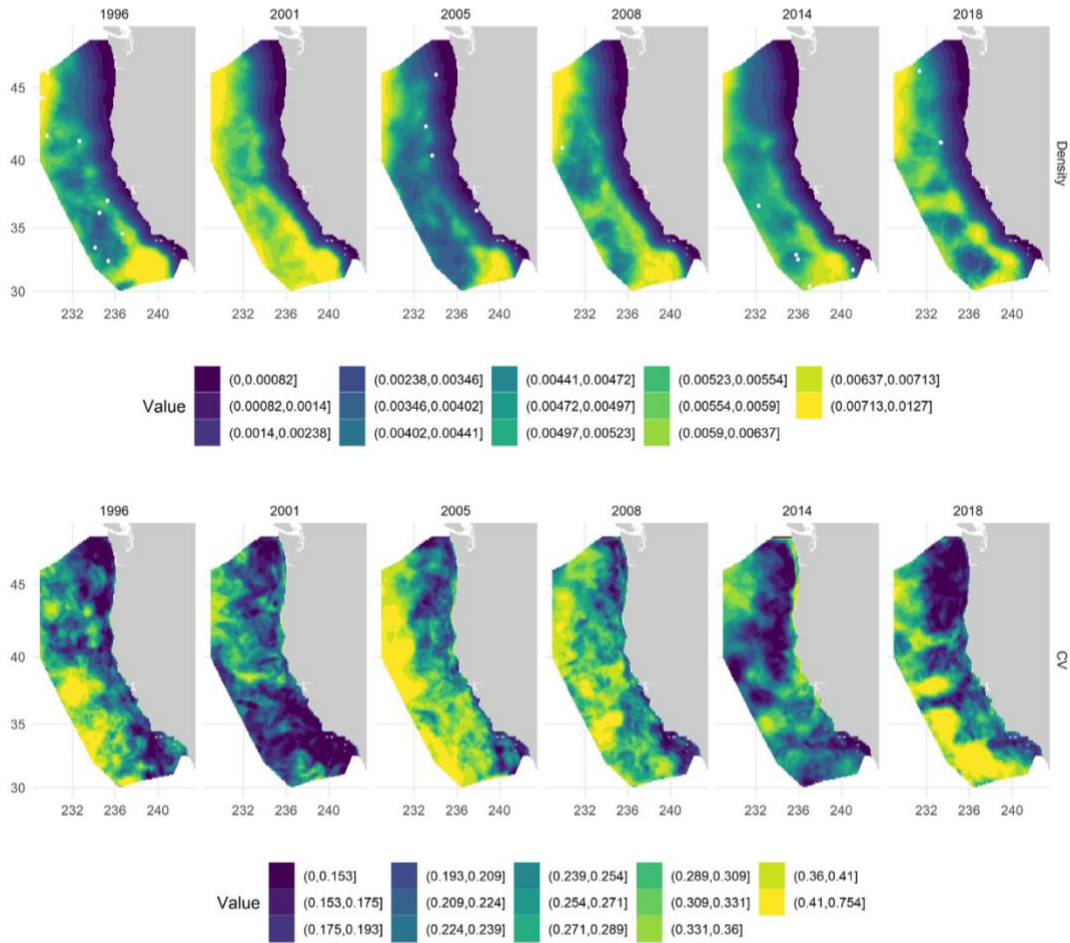 1996 2001 2005 2008 2014 2018
45
40
35
30
Density
232 236 240 232 236 240 232 236 240 232 236 240 232 236 240 232 236 240
(0,0.00082] (0.00238,0.00346] (0.00441,0.00472] (0.00523,0.00554] (0.00637,0.00713]
Value (0.00082,0.0014] (0.00346,0.00402] (0.00472,0.00497] (0.00554,0.0059] (0.00713,0.0127]
(0.0014,0.00238] (0.00402,0.00441] (0.00497,0.00523] (0.0059,0.00637]
1996 2001 2005 2008 2014 2018
45
40
35
30
CV
232 236 240 232 236 240 232 236 240 232 236 240 232 236 240 232 236 240
(0,0.153] (0.193,0.209] (0.239,0.254] (0.289,0.309] (0.36,0.41]
Value (0.153,0.175] (0.209,0.224] (0.254,0.271] (0.309,0.331] (0.41,0.754]
(0.175,0.193] (0.224,0.239] (0.271,0.289] (0.331,0.36]